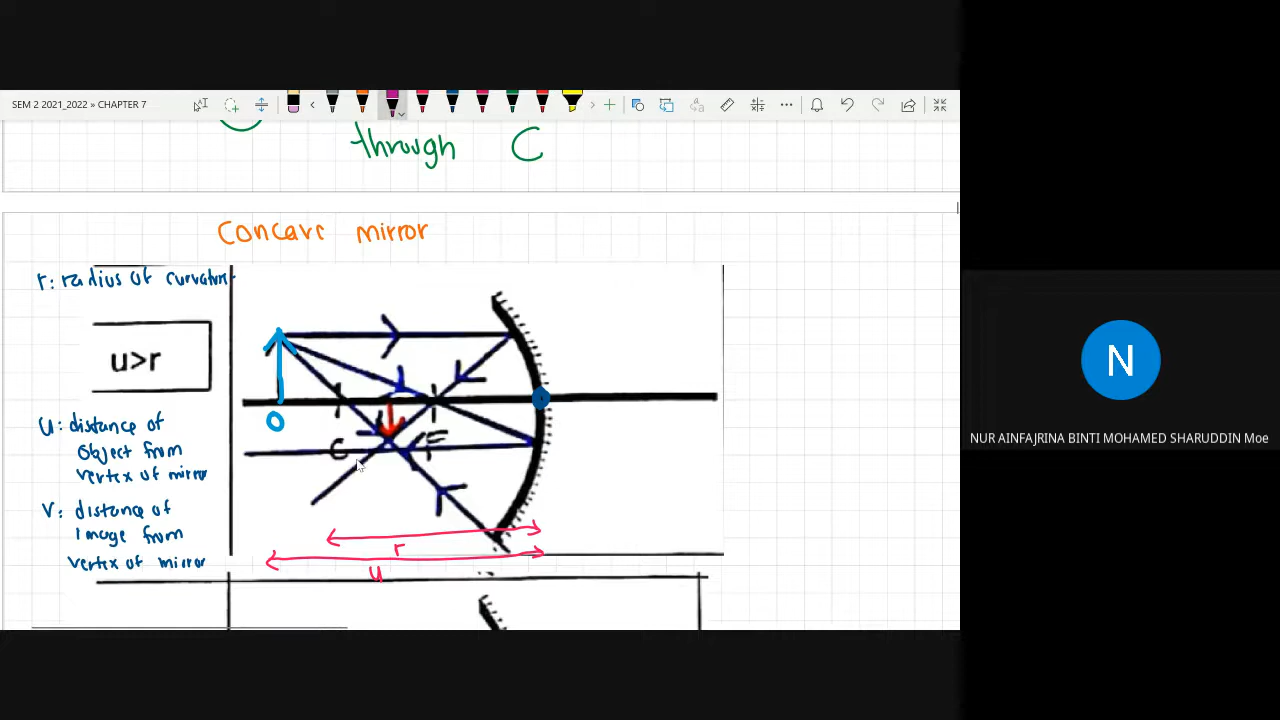 SEM 2 2021_2022 » CHAPTER 7
through C
Concave mirror
r: radius of curvature
u>r
u: distance of
object from
vertex of mirror
v: distance of
image from
vertex of mirror
O
C
F
r
u
N
NUR AINFAJRINA BINTI MOHAMED SHARUDDIN Moe